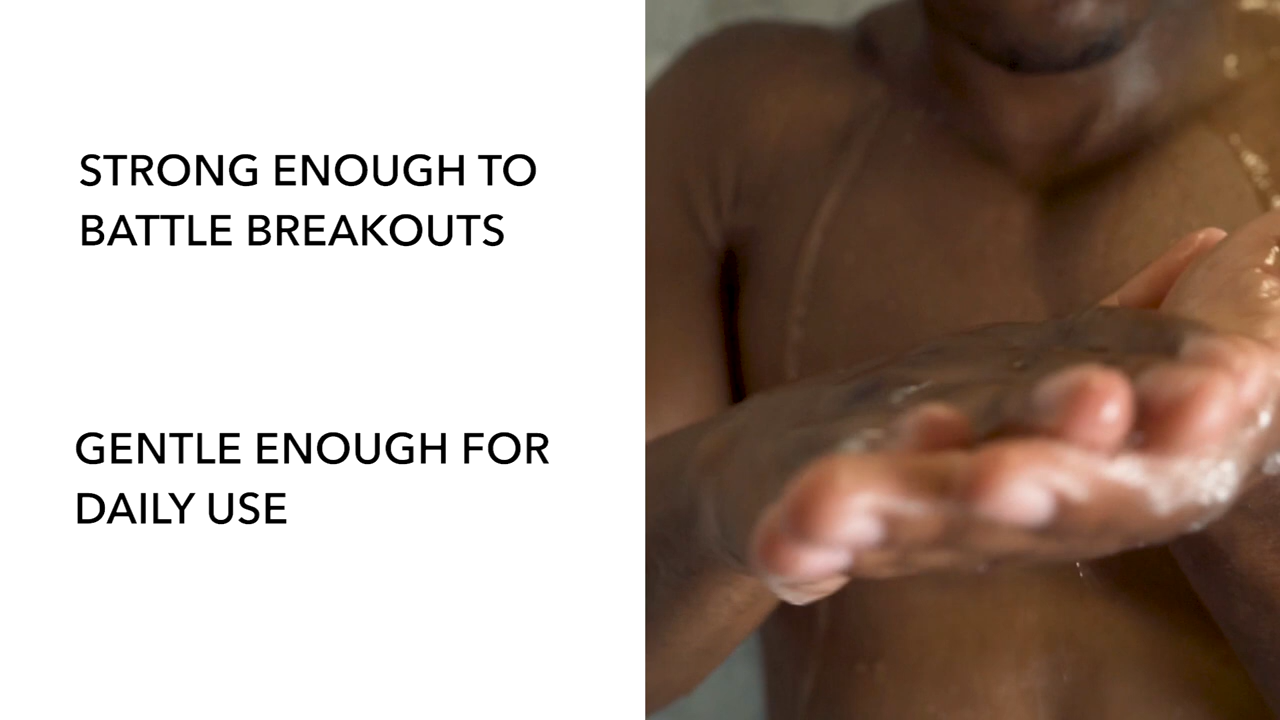 STRONG ENOUGH TO
BATTLE BREAKOUTS
GENTLE ENOUGH FOR
DAILY USE